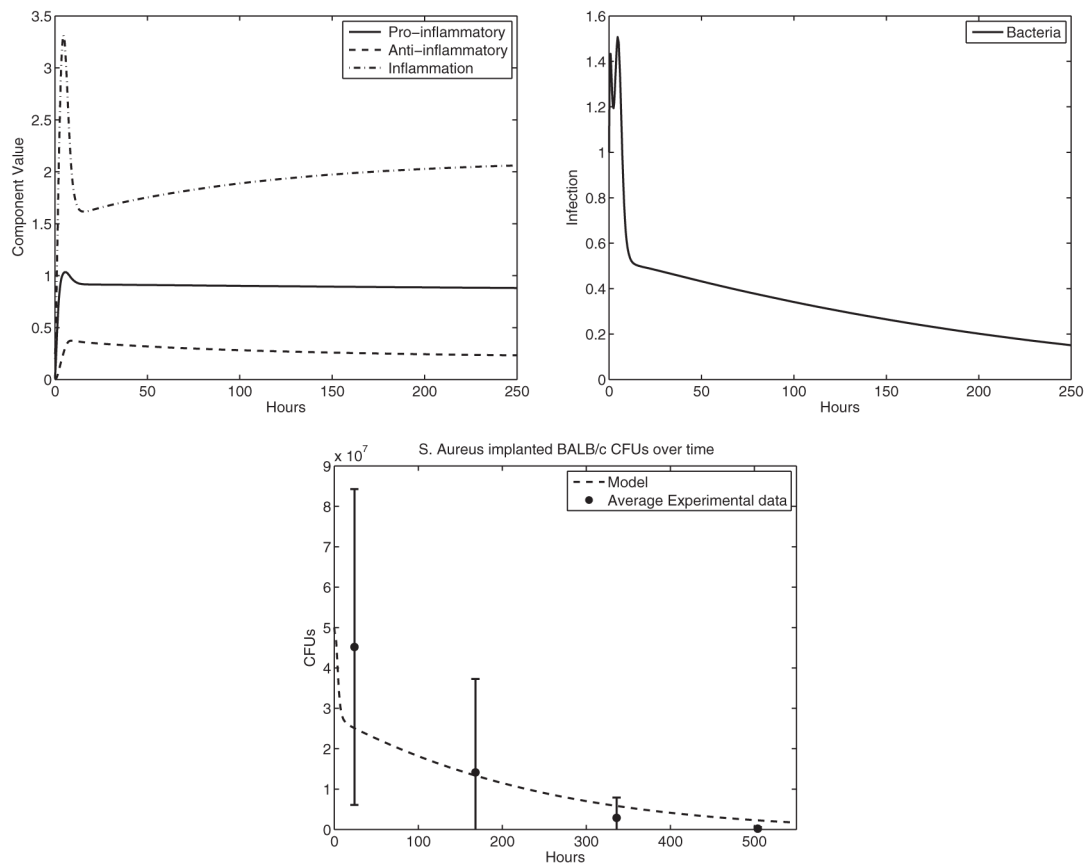 3.5
3
2.5
2
1.5
1
0.5
0
Component Value
0 50 100 150 200 250
Hours
Pro-inflammatory
Anti-inflammatory
Inflammation
1.6
1.4
1.2
1
0.8
0.6
0.4
0.2
0
Infection
0 50 100 150 200 250
Hours
Bacteria
S. Aureus implanted BALB/c CFUs over time
x 10^7
9
8
7
6
5
4
3
2
1
0
CFUs
0 100 200 300 400 500
Hours
Model
Average Experimental data